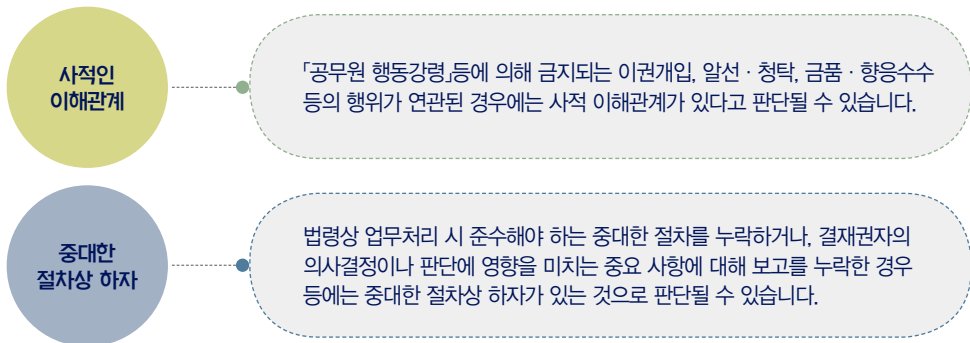 사적인
이해관계
「공무원 행동강령」등에 의해 금지되는 이권개입, 알선 · 청탁, 금품 · 향응수수
등의 행위가 연관된 경우에는 사적 이해관계가 있다고 판단될 수 있습니다.
중대한
절차상 하자
법령상 업무처리 시 준수해야 하는 중대한 절차를 누락하거나, 결재권자의
의사결정이나 판단에 영향을 미치는 중요 사항에 대해 보고를 누락한 경우
등에는 중대한 절차상 하자가 있는 것으로 판단될 수 있습니다.